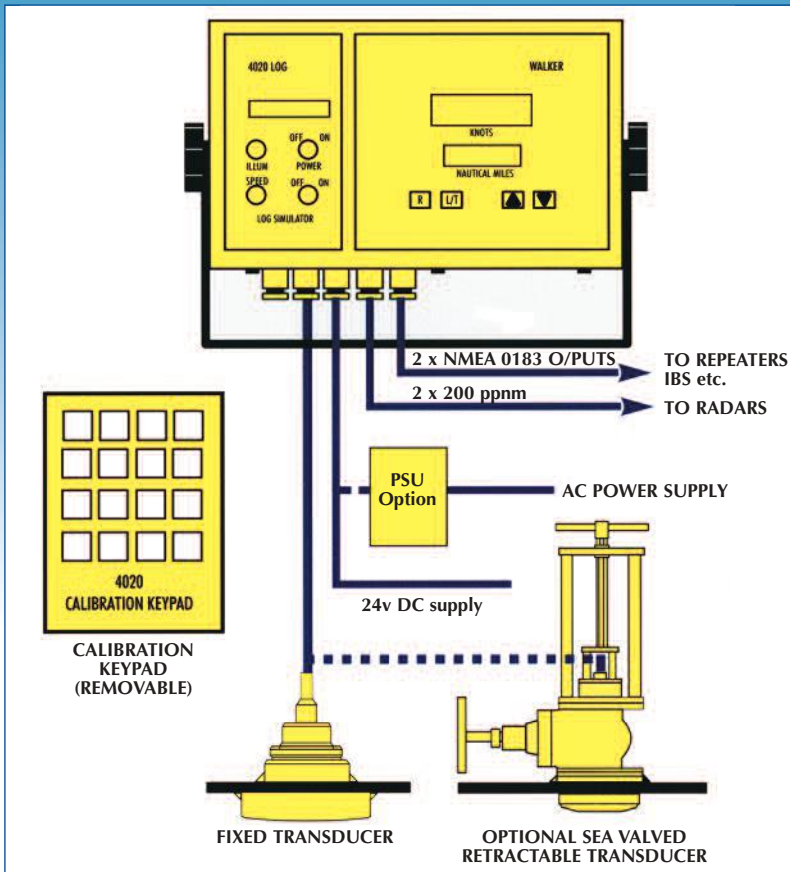 4020 LOG
WALKER
KNOTS
OFF ON
ILLUM POWER
NAUTICAL MILES
SPEED OFF ON
R L/T
LOG SIMULATOR
2 x NMEA 0183 O/PUTS
TO REPEATERS
IBS etc.
2 x 200 ppnm
TO RADARS
PSU
Option
AC POWER SUPPLY
24v DC supply
4020
CALIBRATION KEYPAD
CALIBRATION
KEYPAD
(REMOVABLE)
FIXED TRANSDUCER
OPTIONAL SEA VALVED
RETRACTABLE TRANSDUCER